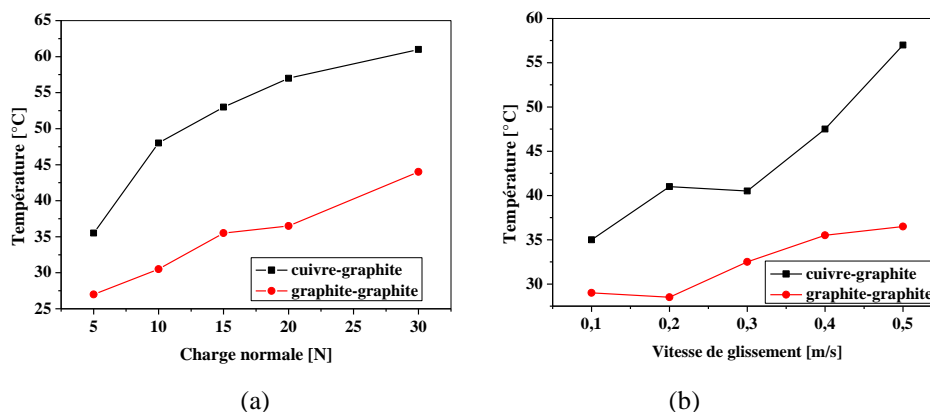 65
60
55
50
45
40
35
30
25
5
10
15
20
25
30
Température [°C]
Charge normale [N]
cuivre-graphite
graphite-graphite
(a)
60
55
50
45
40
35
30
0,1
0,2
0,3
0,4
0,5
Température [°C]
Vitesse de glissement [m/s]
cuivre-graphite
graphite-graphite
(b)